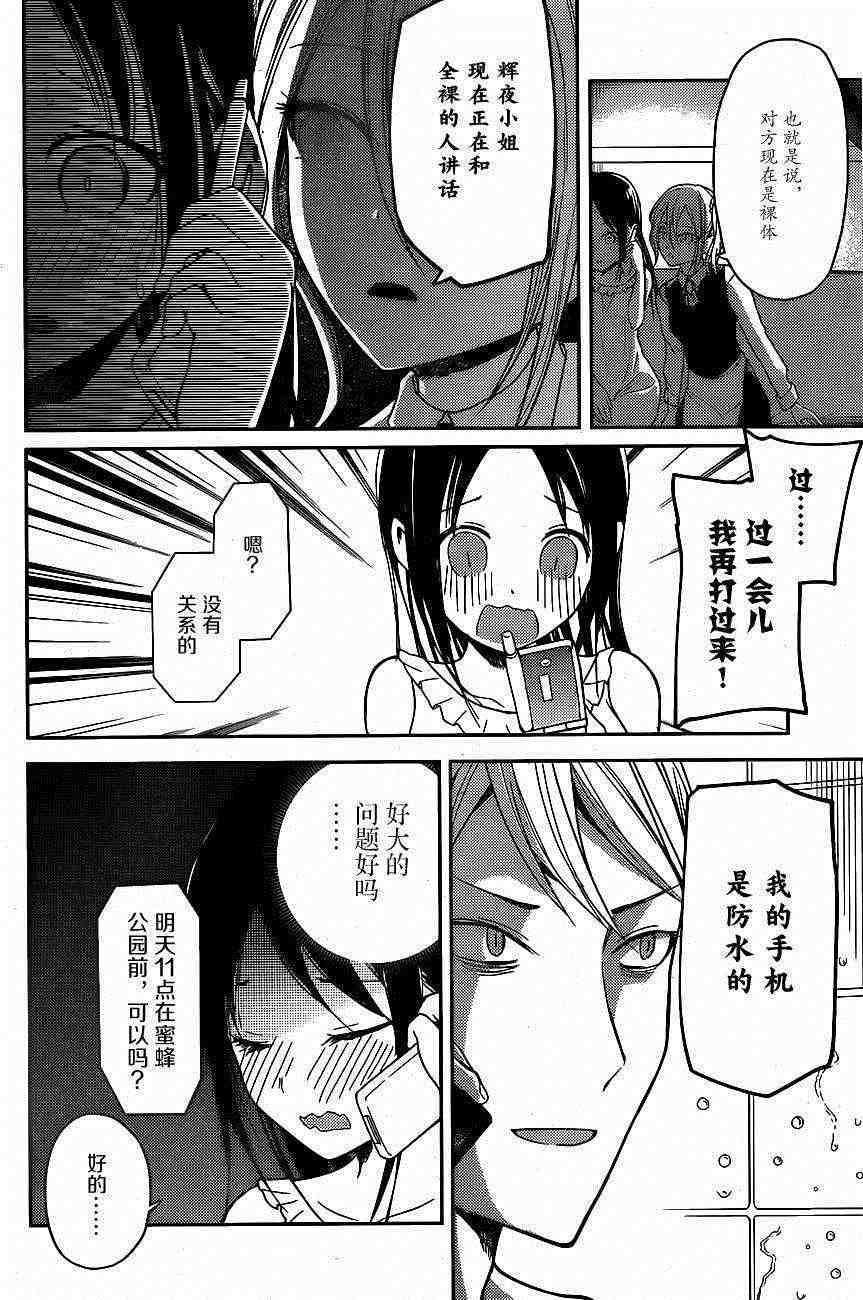 也就是说，
对方现在是裸体
辉夜小姐
现在正在和
全裸的人讲话
过……
过一会儿
我再打过来！
嗯？
没有
关系的
我的手机
是防水的
好大的
问题好吗
……
明天11点在蜜蜂
公园前，可以吗？
好的……